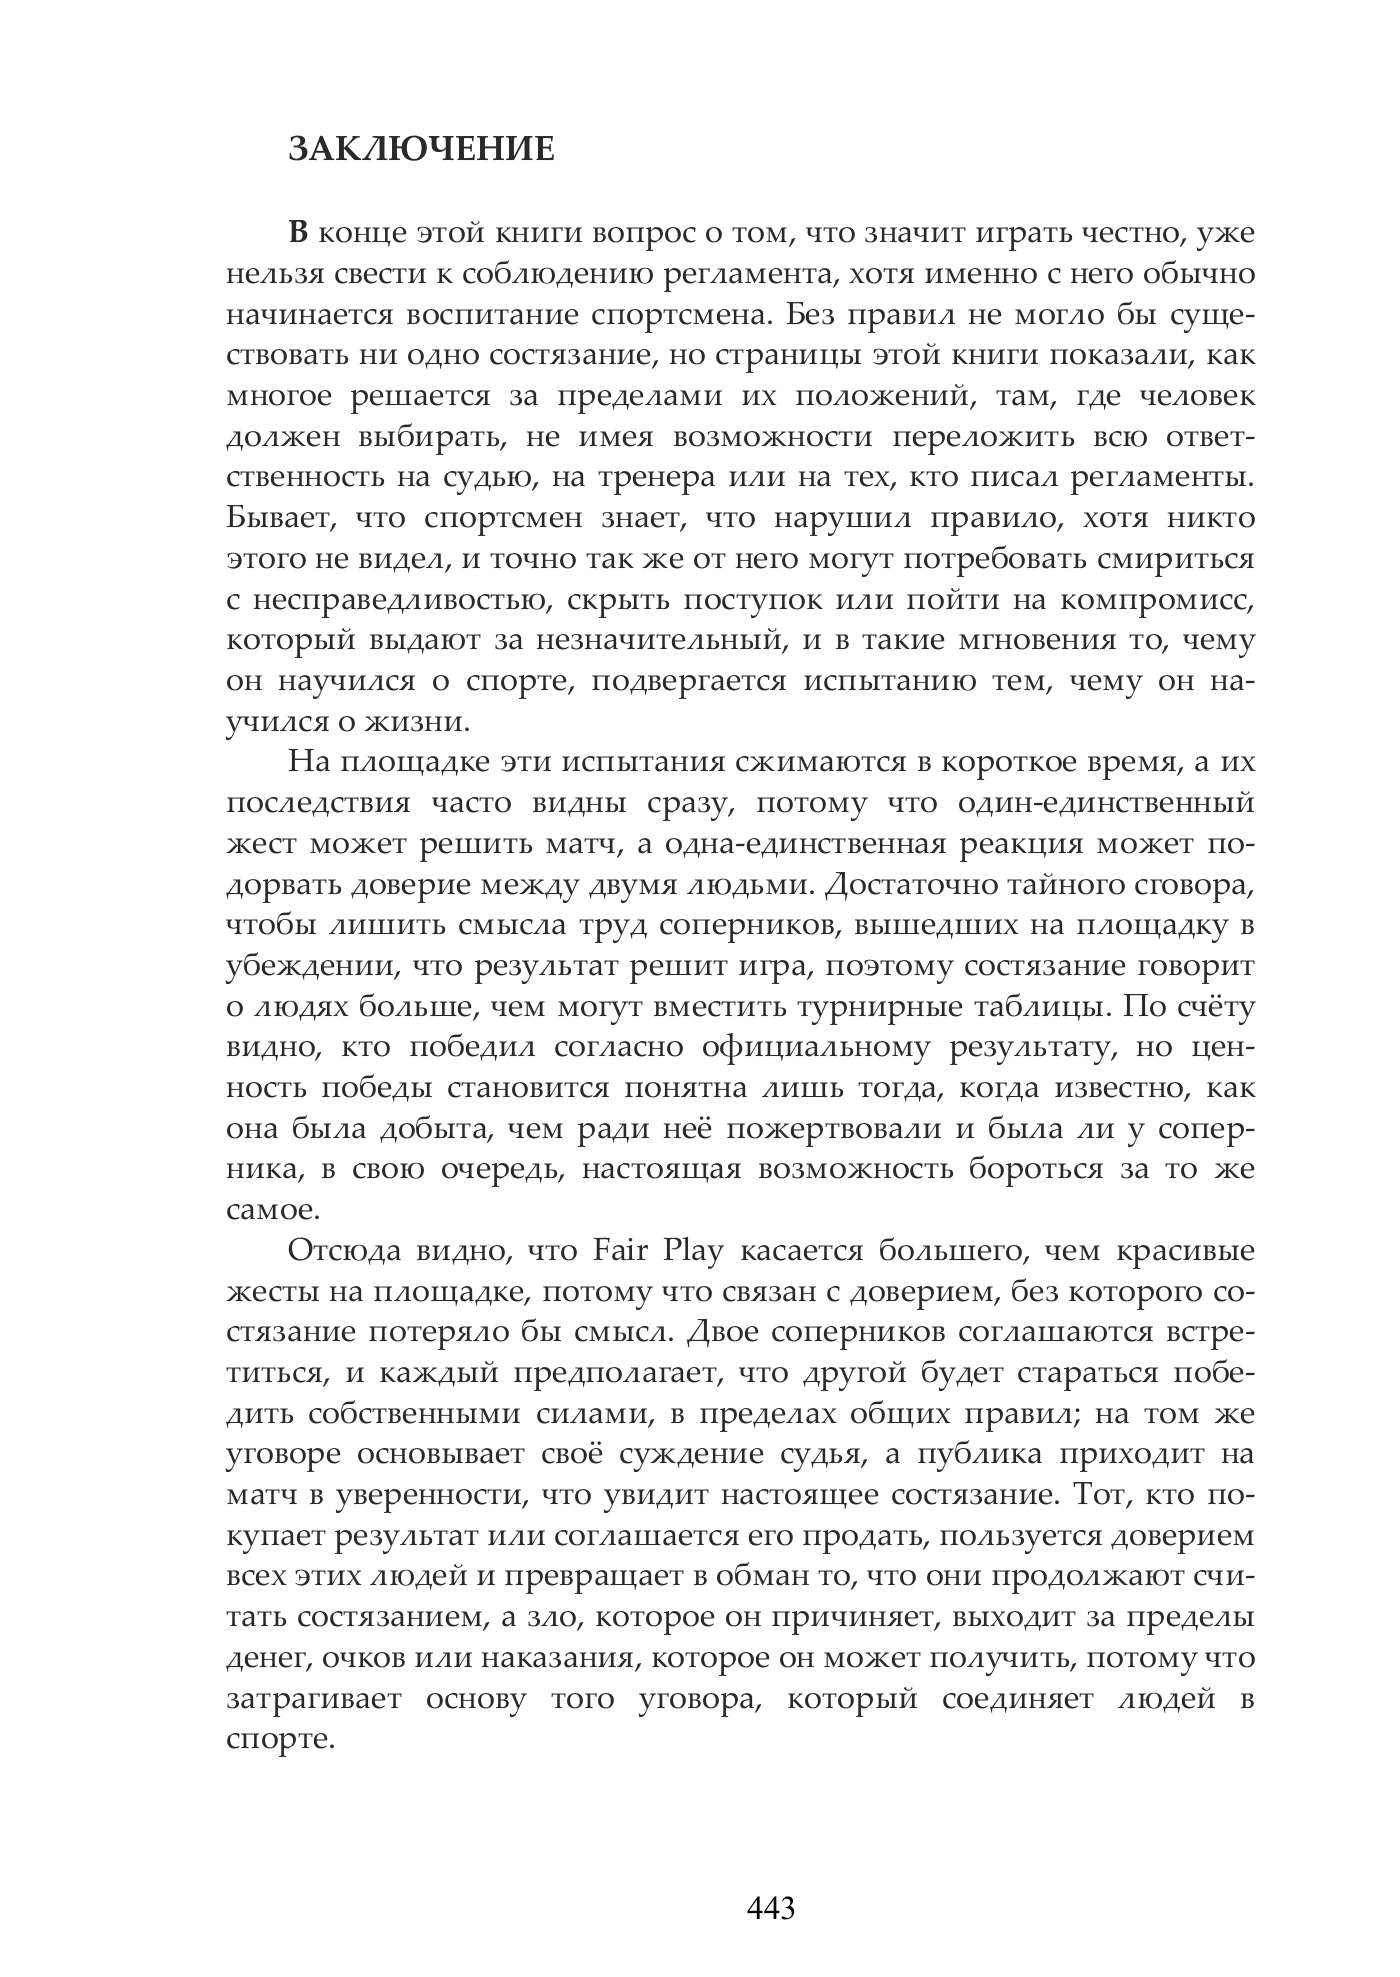 ЗАКЛЮЧЕНИЕ
В конце этой книги вопрос о том, что значит играть честно, уже
нельзя свести к соблюдению регламента, хотя именно с него обычно
начинается воспитание спортсмена. Без правил не могло бы суще-
ствовать ни одно состязание, но страницы этой книги показали, как
многое решается за пределами их положений, там, где человек
должен выбирать, не имея возможности переложить всю ответ-
ственность на судью, на тренера или на тех, кто писал регламенты.
Бывает, что спортсмен знает, что нарушил правило, хотя никто
этого не видел, и точно так же от него могут потребовать смириться
с несправедливостью, скрыть поступок или пойти на компромисс,
который выдают за незначительный, и в такие мгновения то, чему
он научился о спорте, подвергается испытанию тем, чему он на-
учился о жизни.
На площадке эти испытания сжимаются в короткое время, а их
последствия часто видны сразу, потому что один-единственный
жест может решить матч, а одна-единственная реакция может по-
дорвать доверие между двумя людьми. Достаточно тайного сговора,
чтобы лишить смысла труд соперников, вышедших на площадку в
убеждении, что результат решит игра, поэтому состязание говорит
о людях больше, чем могут вместить турнирные таблицы. По счёту
видно, кто победил согласно официальному результату, но цен-
ность победы становится понятна лишь тогда, когда известно, как
она была добыта, чем ради неё пожертвовали и была ли у сопер-
ника, в свою очередь, настоящая возможность бороться за то же
самое.
Отсюда видно, что Fair Play касается большего, чем красивые
жесты на площадке, потому что связан с доверием, без которого со-
стязание потеряло бы смысл. Двое соперников соглашаются встре-
титься, и каждый предполагает, что другой будет стараться побе-
дить собственными силами, в пределах общих правил; на том же
уговоре основывает своё суждение судья, а публика приходит на
матч в уверенности, что увидит настоящее состязание. Тот, кто по-
купает результат или соглашается его продать, пользуется доверием
всех этих людей и превращает в обман то, что они продолжают счи-
тать состязанием, а зло, которое он причиняет, выходит за пределы
денег, очков или наказания, которое он может получить, потому что
затрагивает основу того уговора, который соединяет людей в
спорте.
443